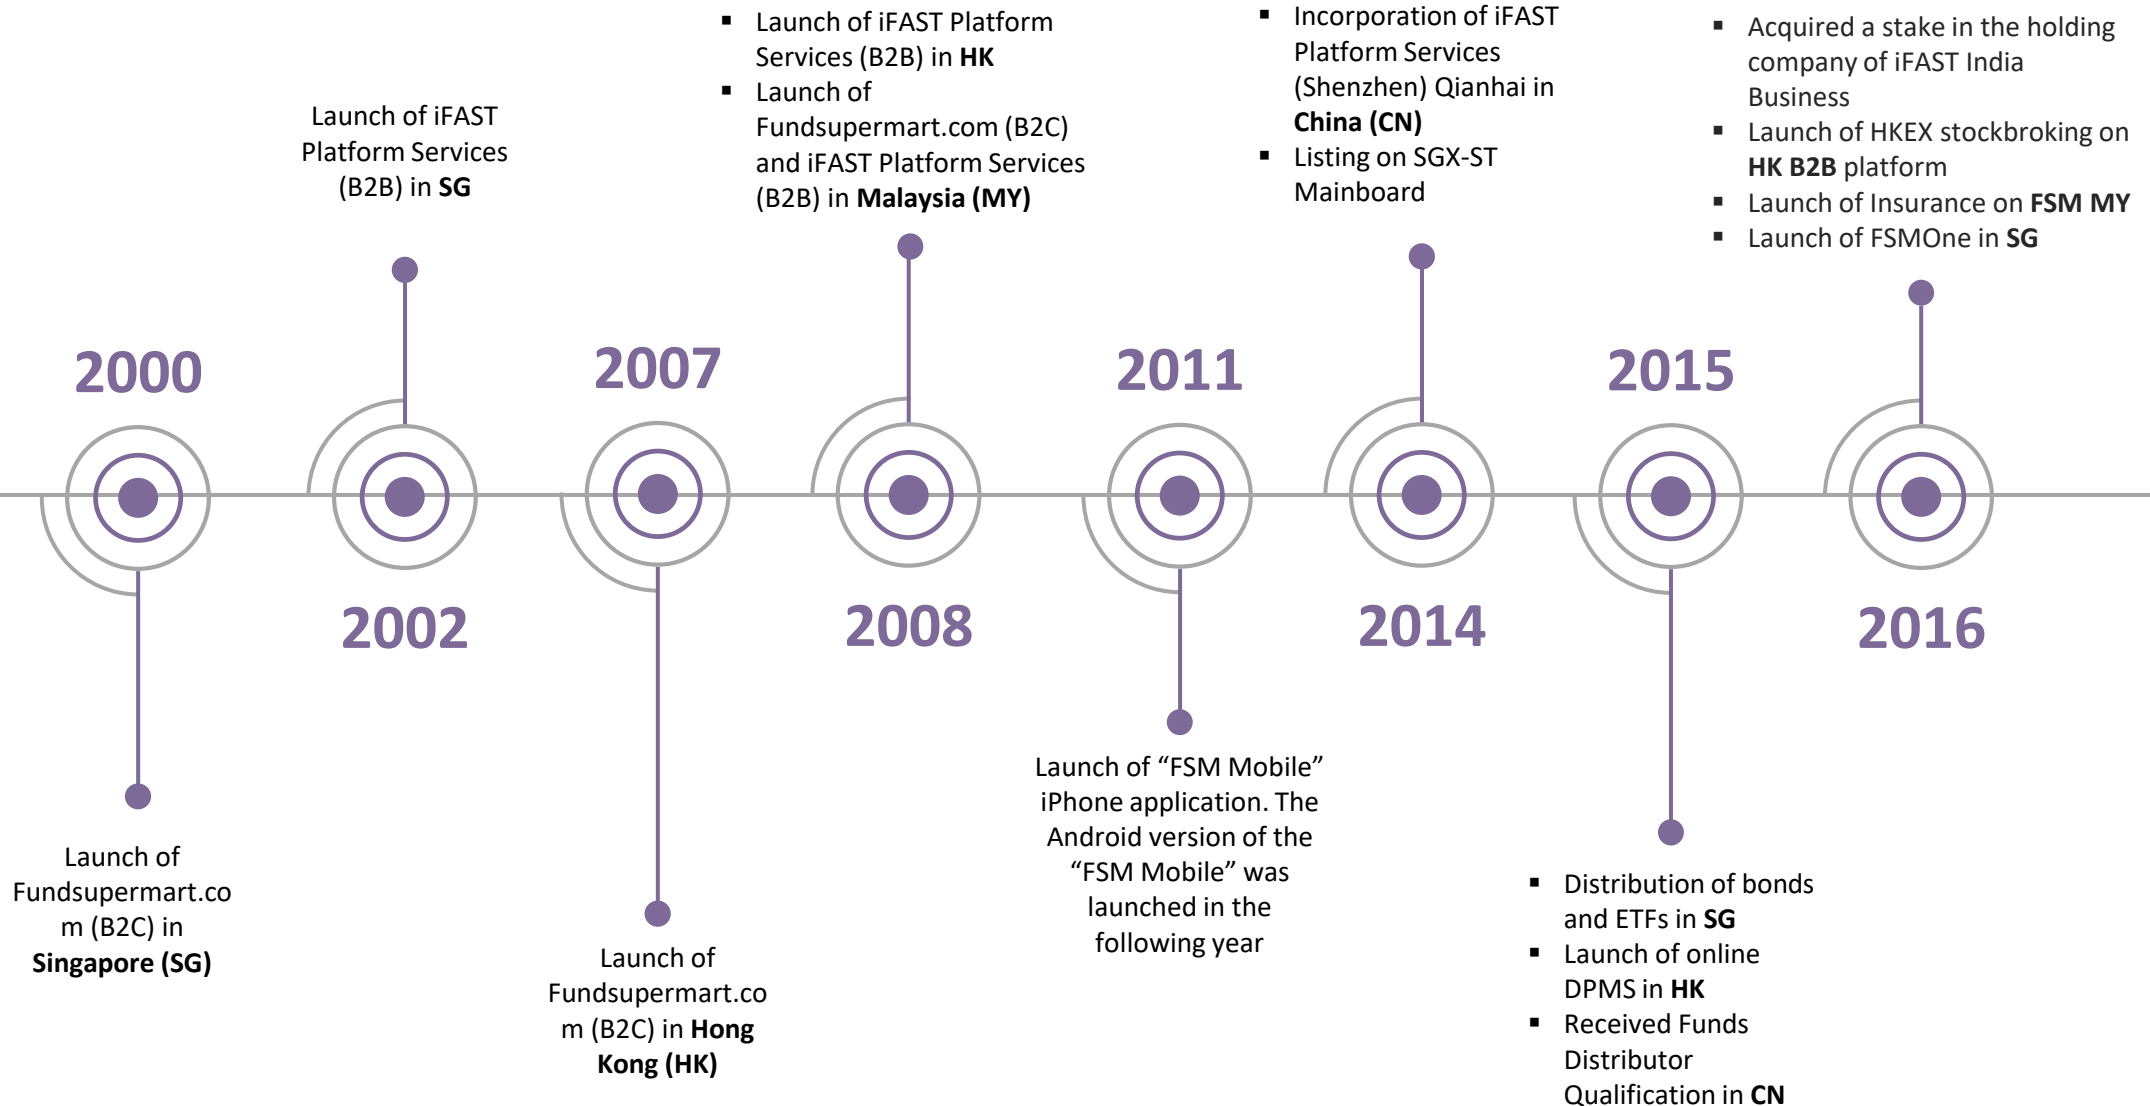 ▪ Launch of iFAST Platform
Services (B2B) in HK
▪ Launch of
Fundsupermart.com (B2C)
and iFAST Platform Services
(B2B) in Malaysia (MY)
▪ Incorporation of iFAST
Platform Services
(Shenzhen) Qianhai in
China (CN)
▪ Listing on SGX-ST
Mainboard
▪ Acquired a stake in the holding
company of iFAST India
Business
▪ Launch of HKEX stockbroking on
HK B2B platform
▪ Launch of Insurance on FSM MY
▪ Launch of FSMOne in SG
Launch of iFAST
Platform Services
(B2B) in SG
2000
2007
2011
2015
2002
2008
2014
2016
Launch of
Fundsupermart.co
m (B2C) in
Singapore (SG)
Launch of
Fundsupermart.co
m (B2C) in Hong
Kong (HK)
Launch of “FSM Mobile”
iPhone application. The
Android version of the
“FSM Mobile” was
launched in the
following year
▪ Distribution of bonds
and ETFs in SG
▪ Launch of online
DPMS in HK
▪ Received Funds
Distributor
Qualification in CN